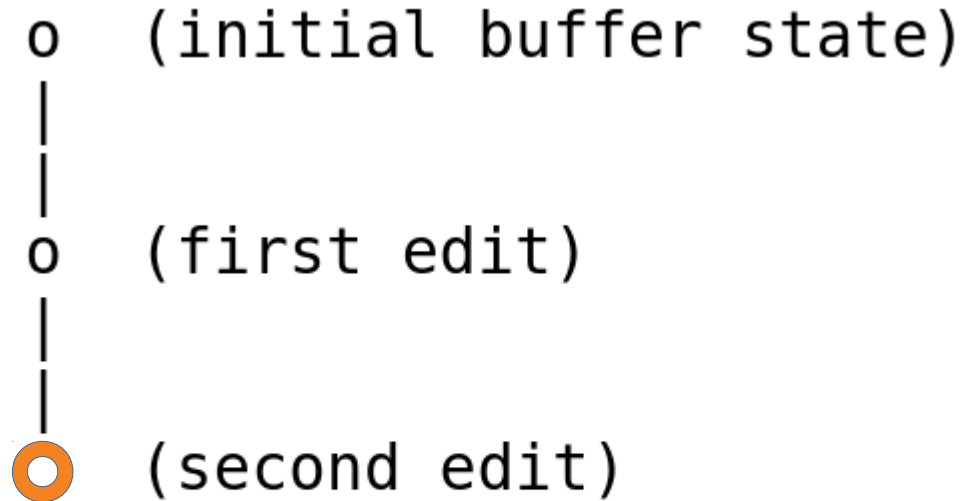 o (initial buffer state)
|
|
o (first edit)
|
|
(second edit)